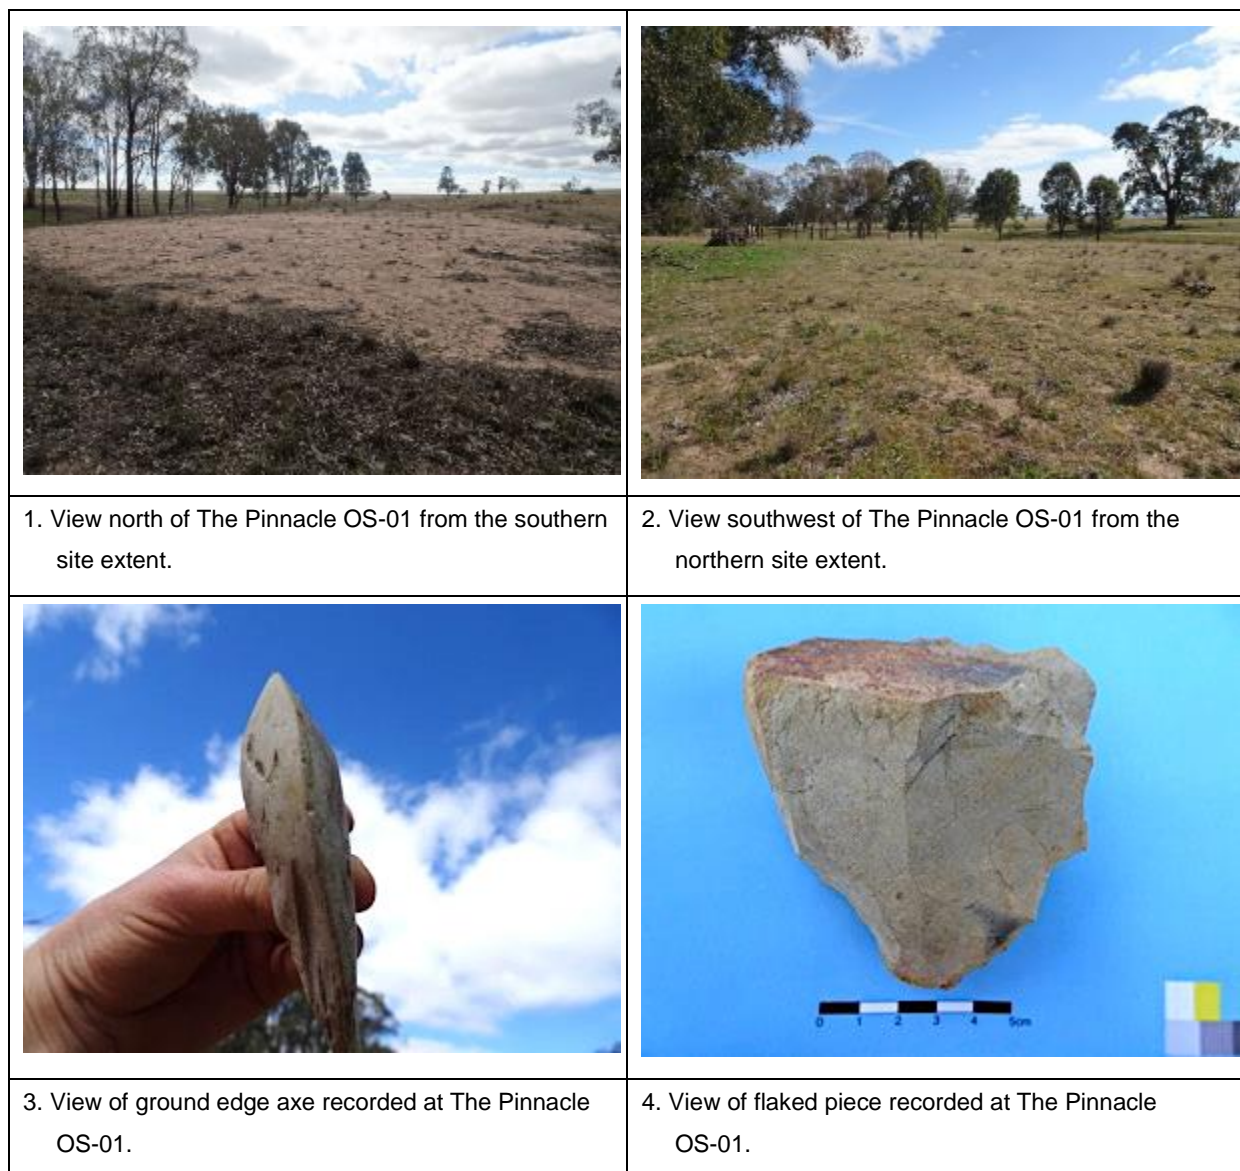 1. View north of The Pinnacle OS-01 from the southern
site extent.
2. View southwest of The Pinnacle OS-01 from the
northern site extent.
0 1 2 3 4 5cm
3. View of ground edge axe recorded at The Pinnacle
OS-01.
4. View of flaked piece recorded at The Pinnacle
OS-01.